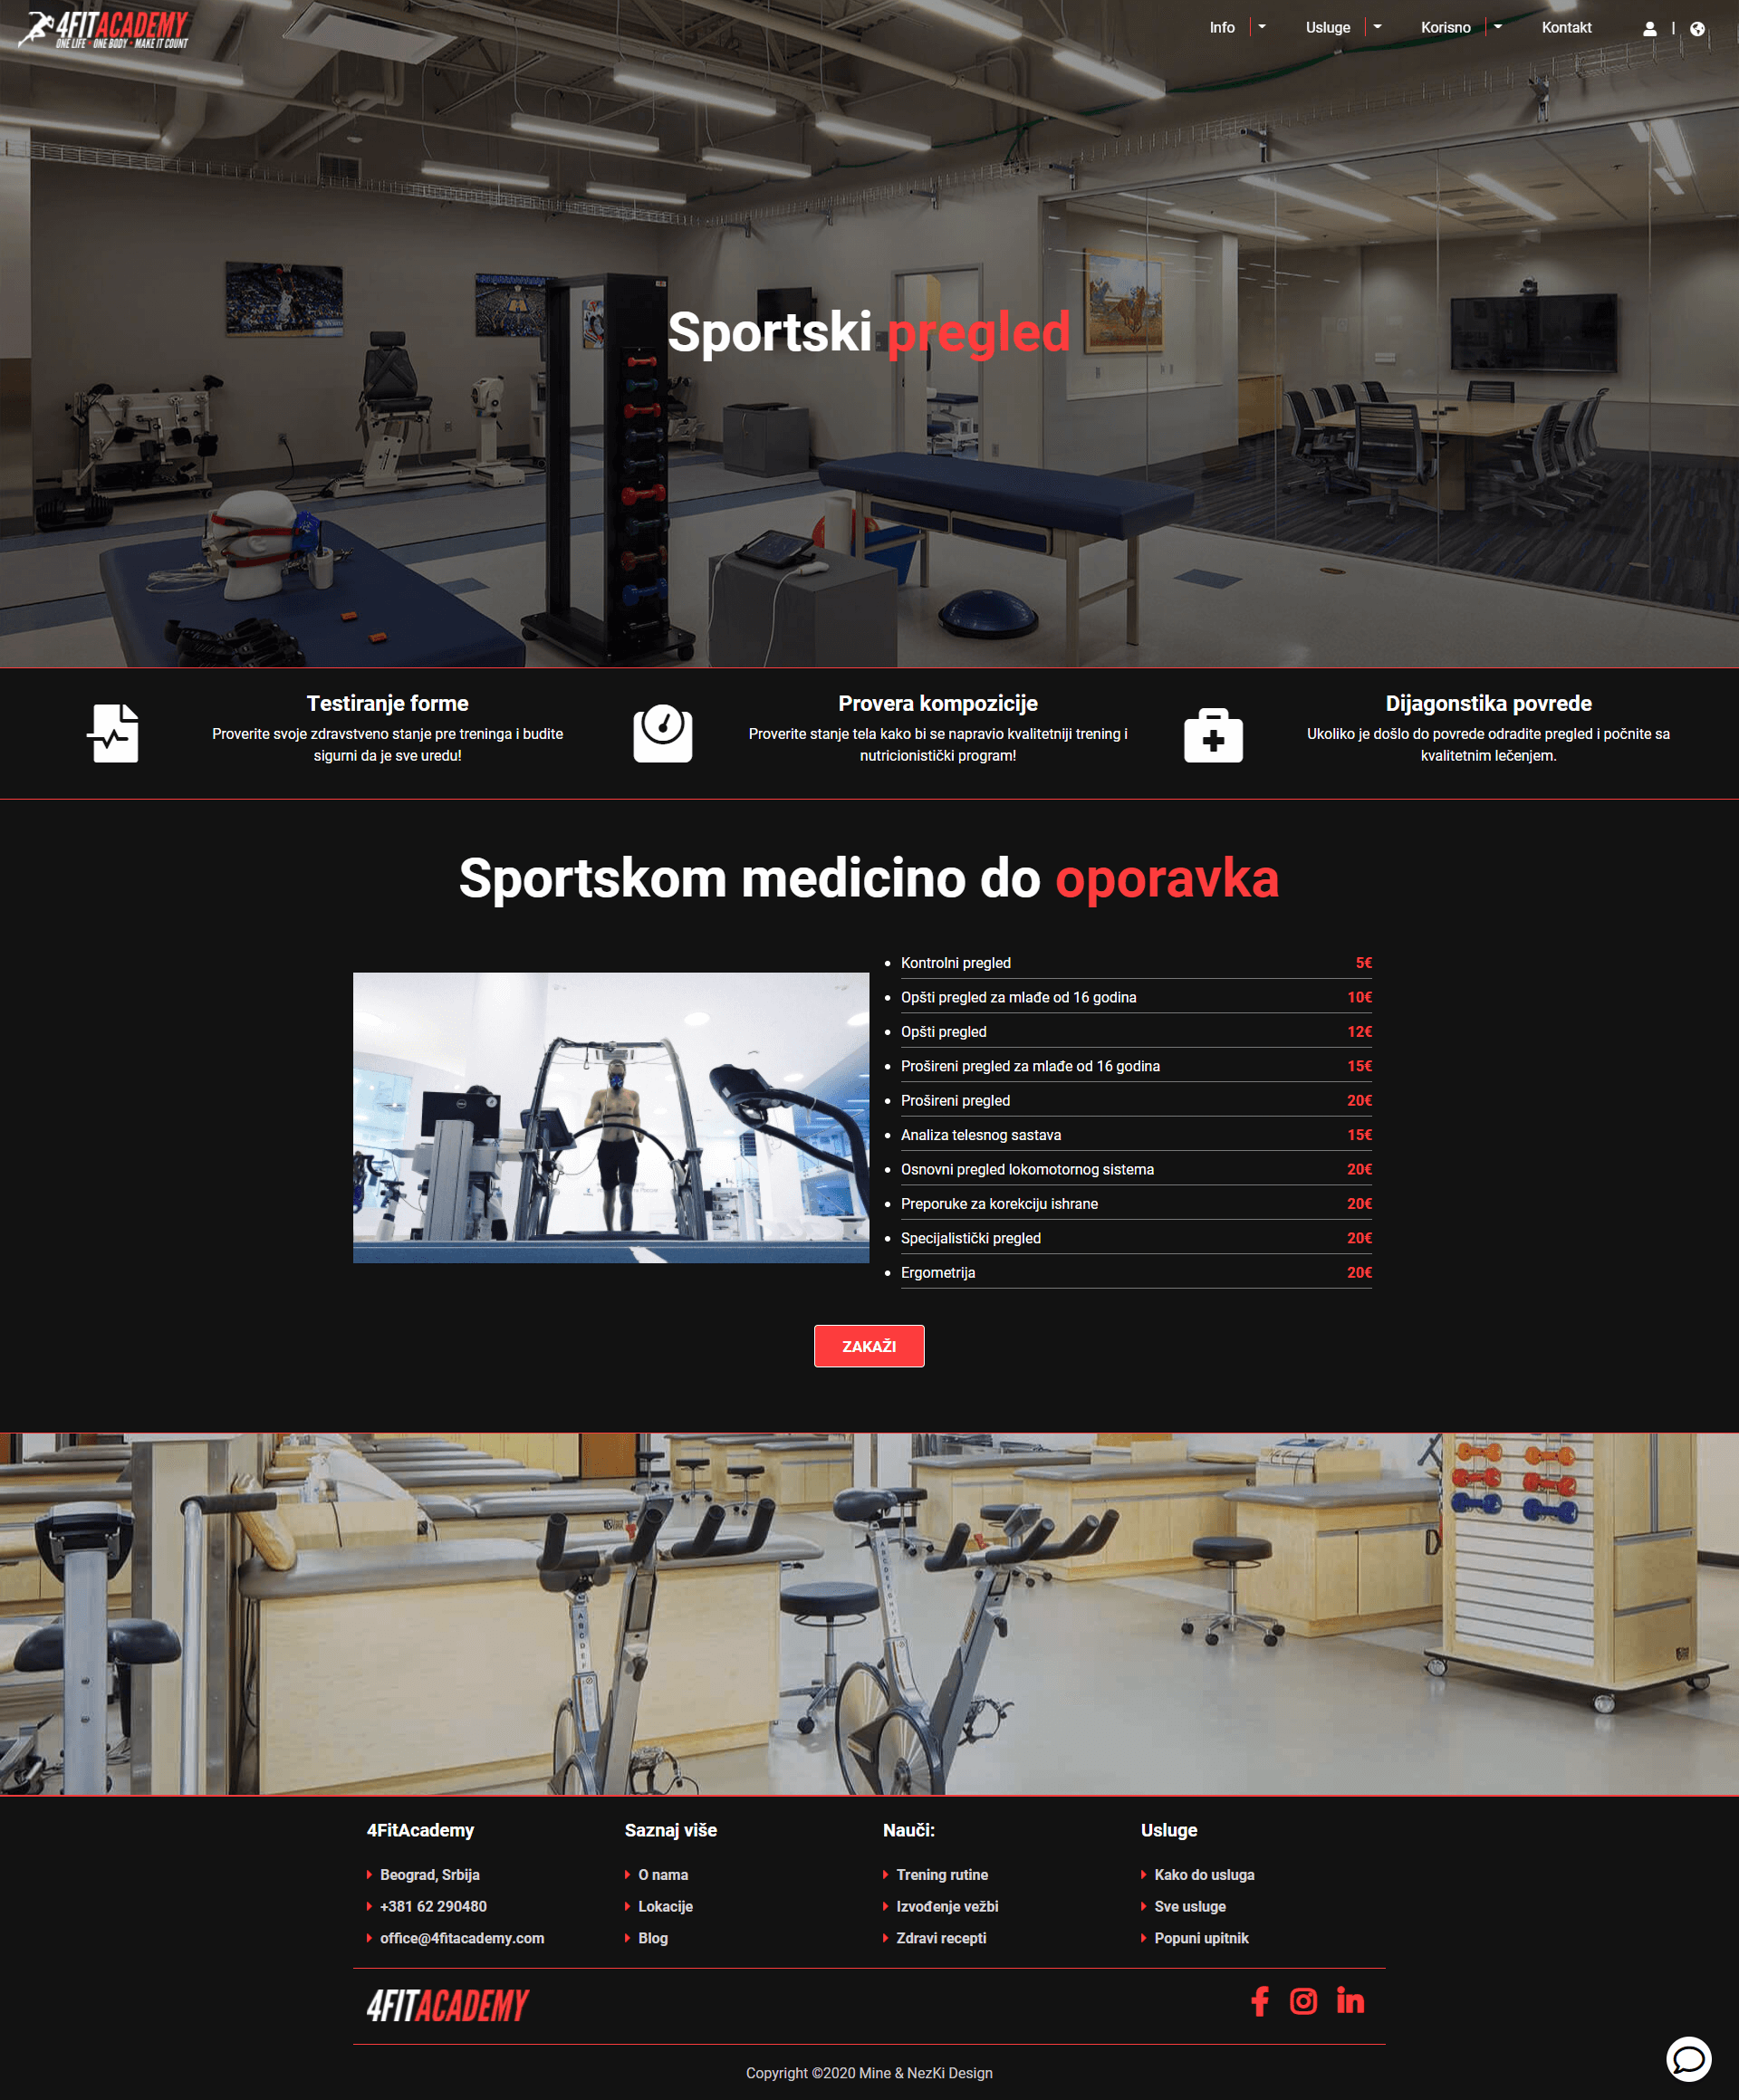 4FITACADEMY
ONE LIFE • ONE BODY • MAKE IT COUNT
Info
Usluge
Korisno
Kontakt
|
Sportski pregled
Testiranje forme
Proverite svoje zdravstveno stanje pre treninga i budite
sigurni da je sve uredu!
Provera kompozicije
Proverite stanje tela kako bi se napravio kvalitetniji trening i
nutricionistički program!
Dijagonstika povrede
Ukoliko je došlo do povrede odradite pregled i počnite sa
kvalitetnim lečenjem.
Sportskom medicino do oporavka
• Kontrolni pregled 5€
• Opšti pregled za mlađe od 16 godina 10€
• Opšti pregled 12€
• Prošireni pregled za mlađe od 16 godina 15€
• Prošireni pregled 20€
• Analiza telesnog sastava 15€
• Osnovni pregled lokomotornog sistema 20€
• Preporuke za korekciju ishrane 20€
• Specijalistički pregled 20€
• Ergometrija 20€
ZAKAŽI
4FitAcademy
Beograd, Srbija
+381 62 290480
office@4fitacademy.com
Saznaj više
O nama
Lokacije
Blog
Nauči:
Trening rutine
Izvođenje vežbi
Zdravi recepti
Usluge
Kako do usluga
Sve usluge
Popuni upitnik
4FITACADEMY
Copyright ©2020 Mine & NezKi Design